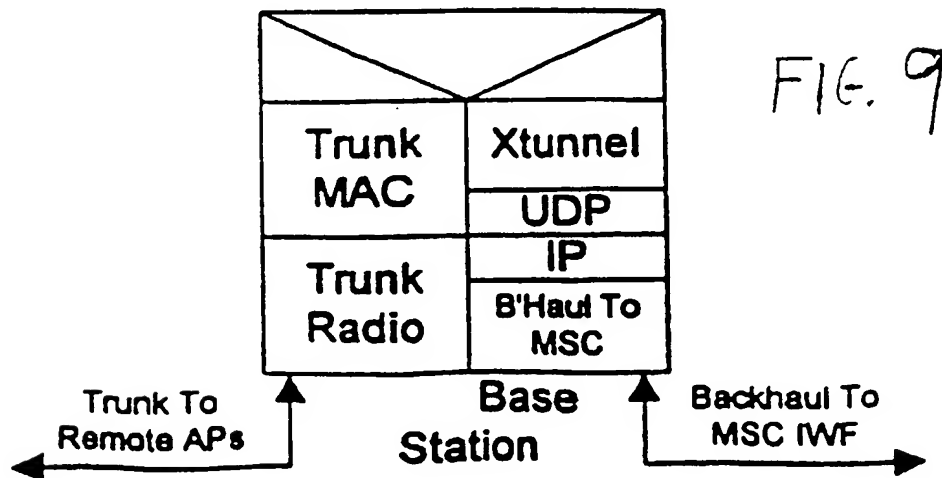 FIG. 9
Trunk
MAC
Xtunnel
UDP
IP
Trunk
Radio
B'Haul To
MSC
Trunk To
Remote APs
Base
Station
Backhaul To
MSC IWF